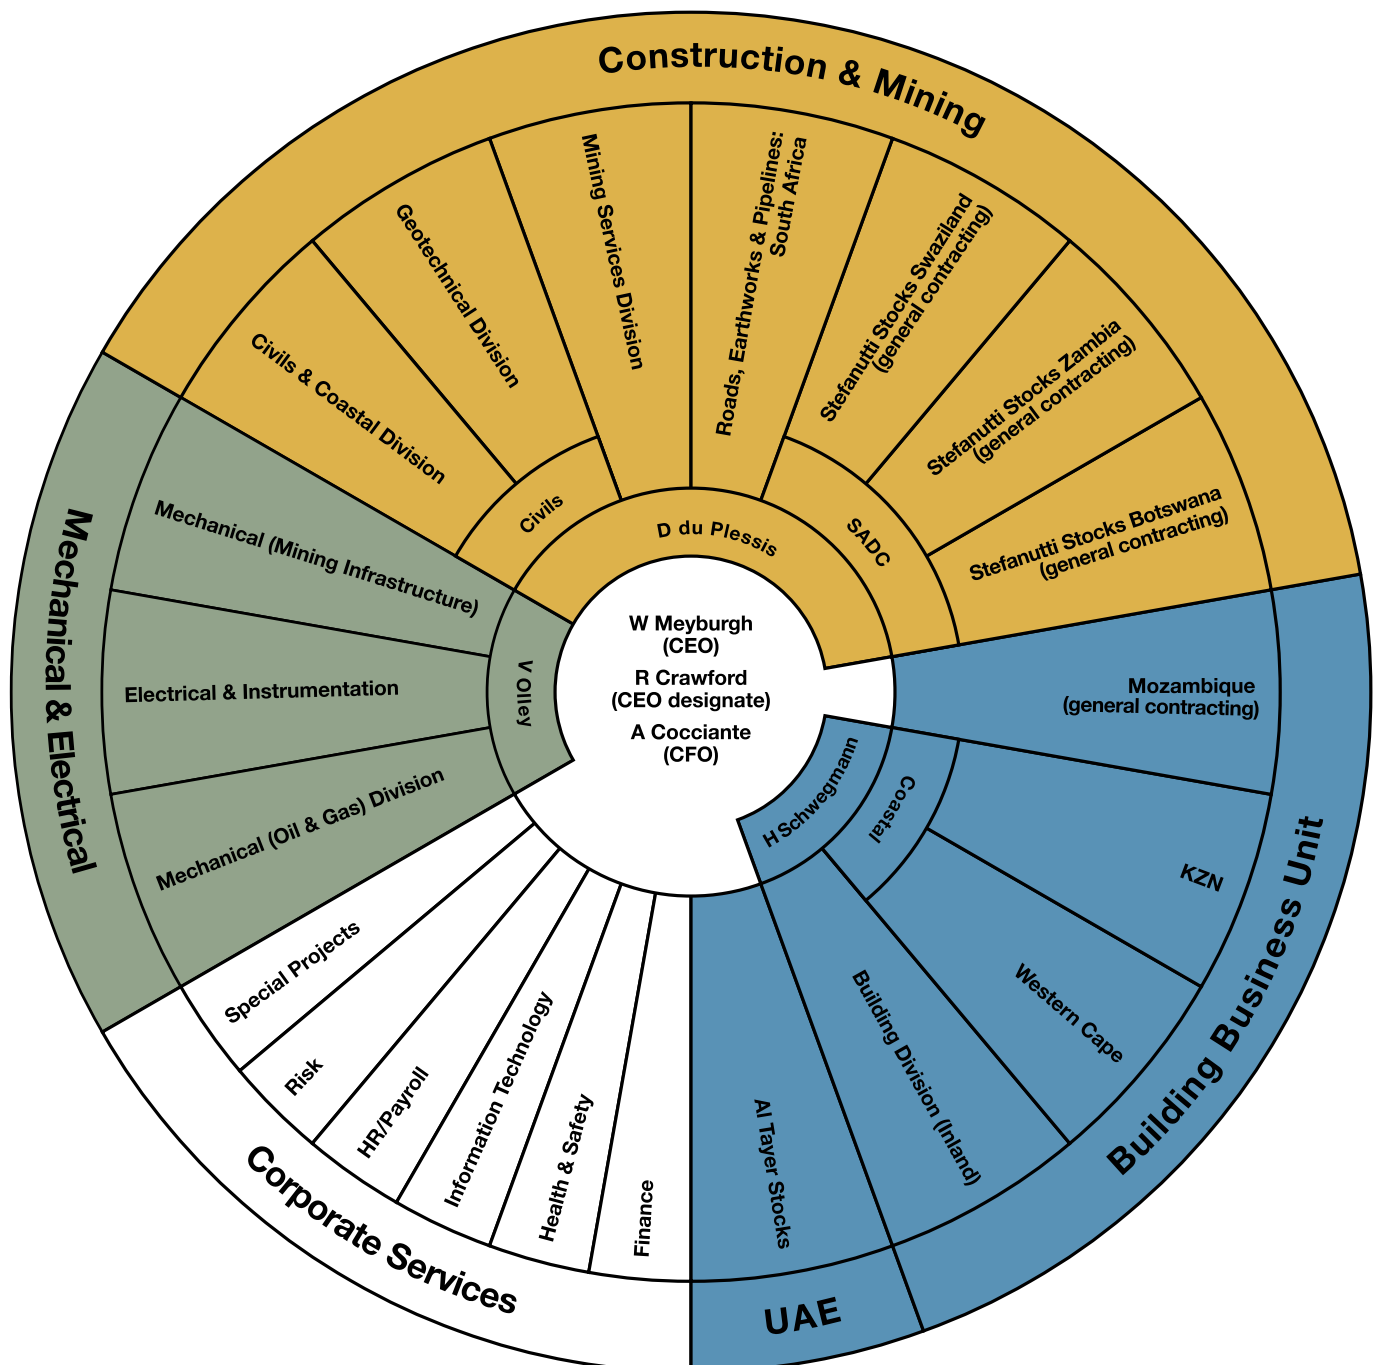 Construction & Mining
Civils & Coastal Division
Geotechnical Division
Mining Services Division
Roads, Earthworks & Pipelines:
South Africa
Stefanutti Stocks Swaziland
(general contracting)
Stefanutti Stocks Zambia
(general contracting)
Stefanutti Stocks Botswana
(general contracting)
Civils
D du Plessis
SADC
Mechanical & Electrical
Mechanical (Mining Infrastructure)
Electrical & Instrumentation
Mechanical (Oil & Gas) Division
V Olley
W Meyburgh
(CEO)
R Crawford
(CEO designate)
A Cocciante
(CFO)
Building Business Unit
Mozambique
(general contracting)
KZN
Western Cape
Building Division (Inland)
Coastal
H Schwegmann
UAE
Al Tayer Stocks
Corporate Services
Special Projects
Risk
HR/Payroll
Information Technology
Health & Safety
Finance